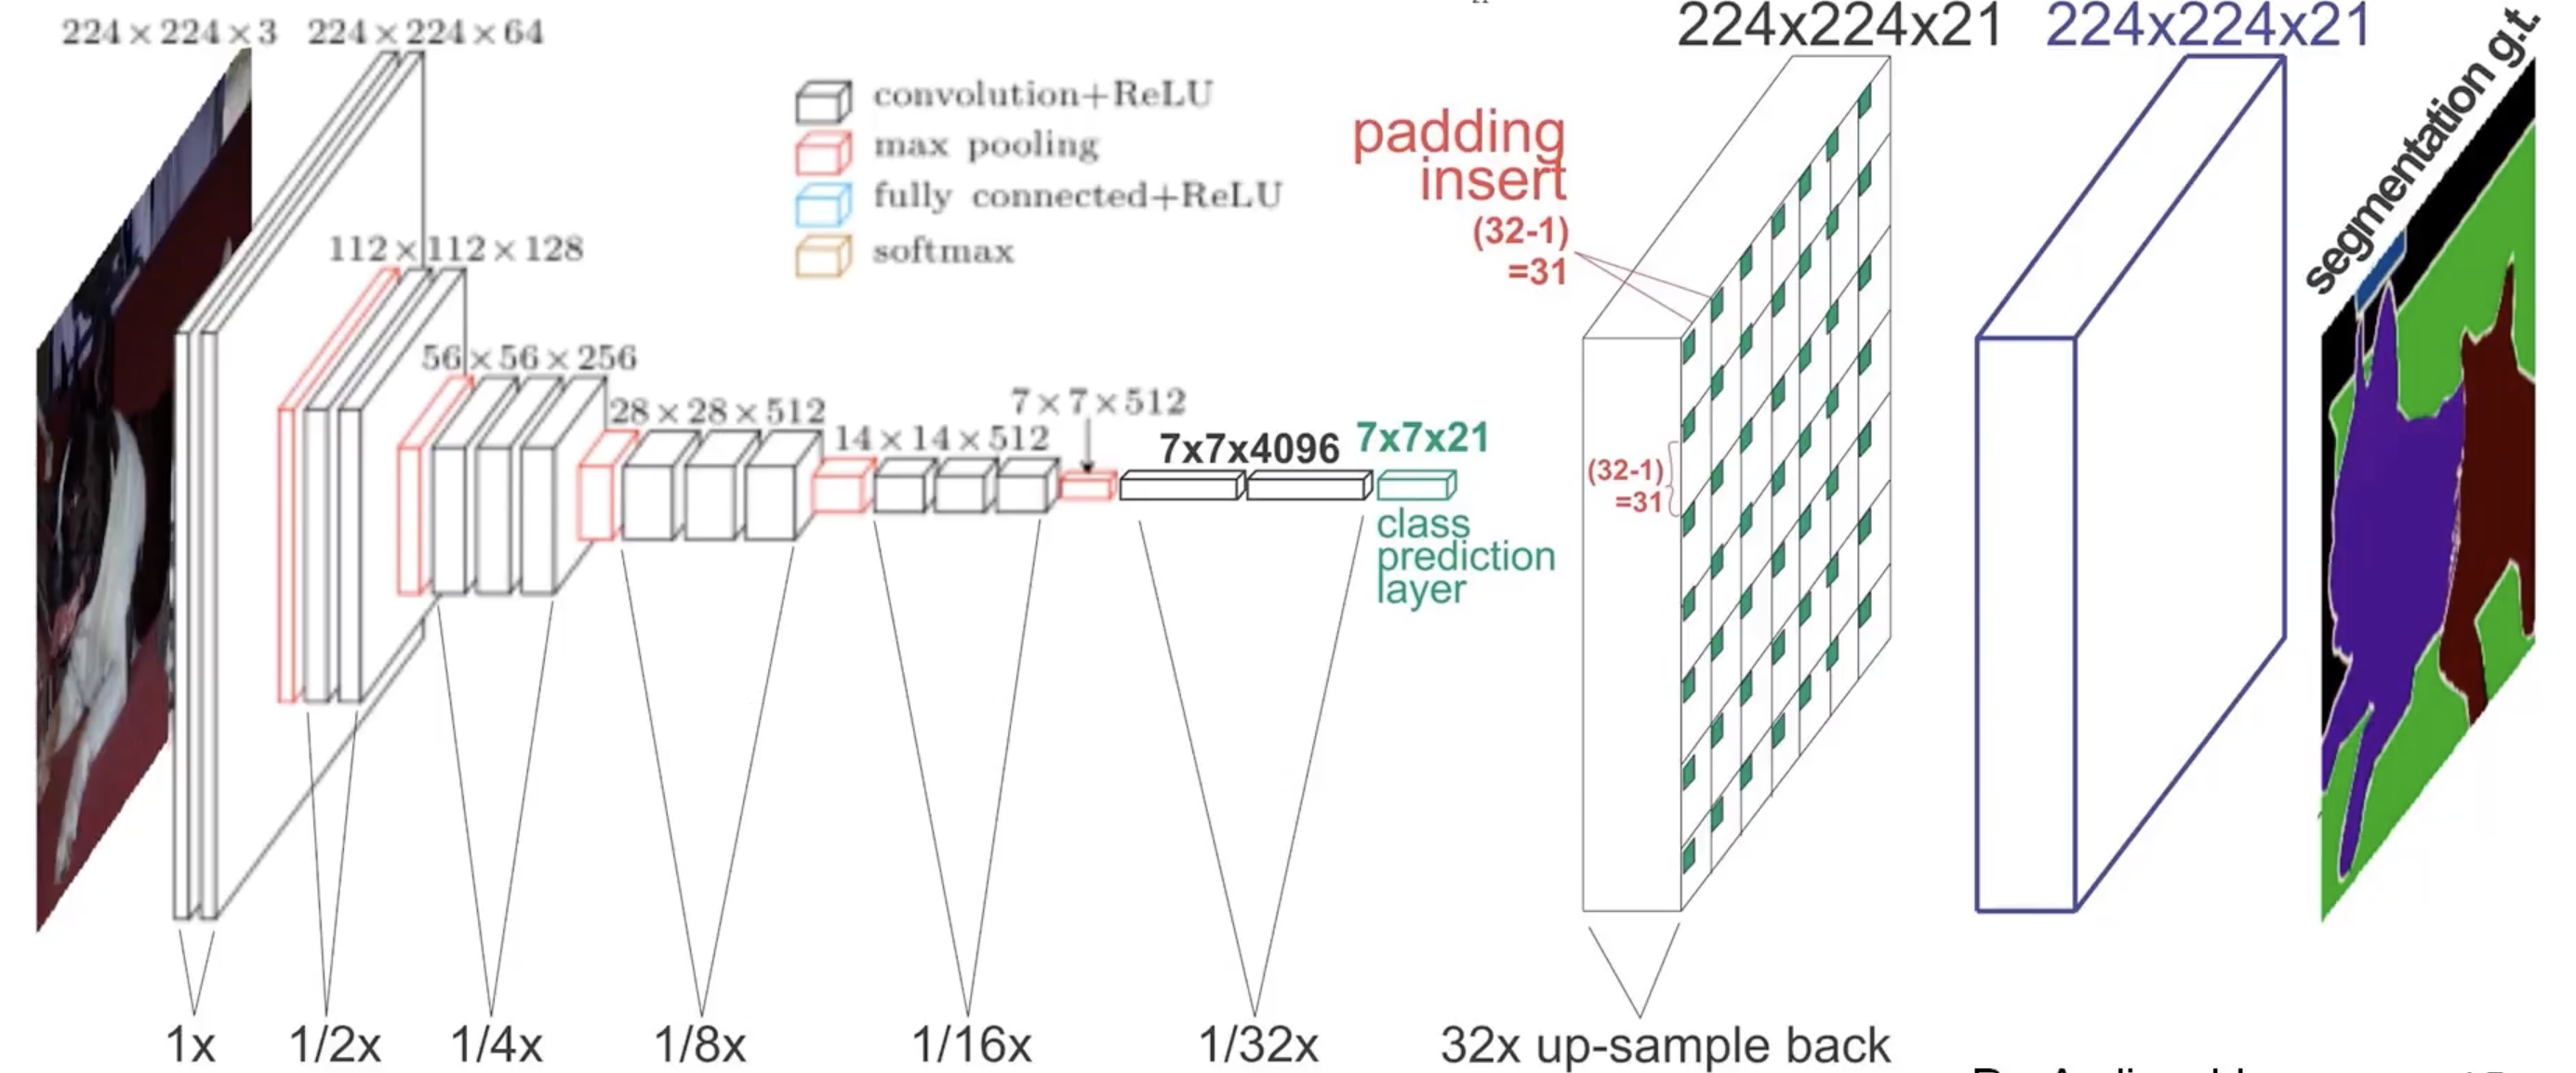 224×224×3
224×224×64
112×112×128
56×56×256
28×28×512
14×14×512
7×7×512
7x7x4096
7x7x21
class
prediction
layer
convolution+ReLU
max pooling
fully connected+ReLU
softmax
padding
insert
(32-1)
=31
(32-1)
=31
224x224x21
224x224x21
segmentation g.t.
1x
1/2x
1/4x
1/8x
1/16x
1/32x
32x up-sample back